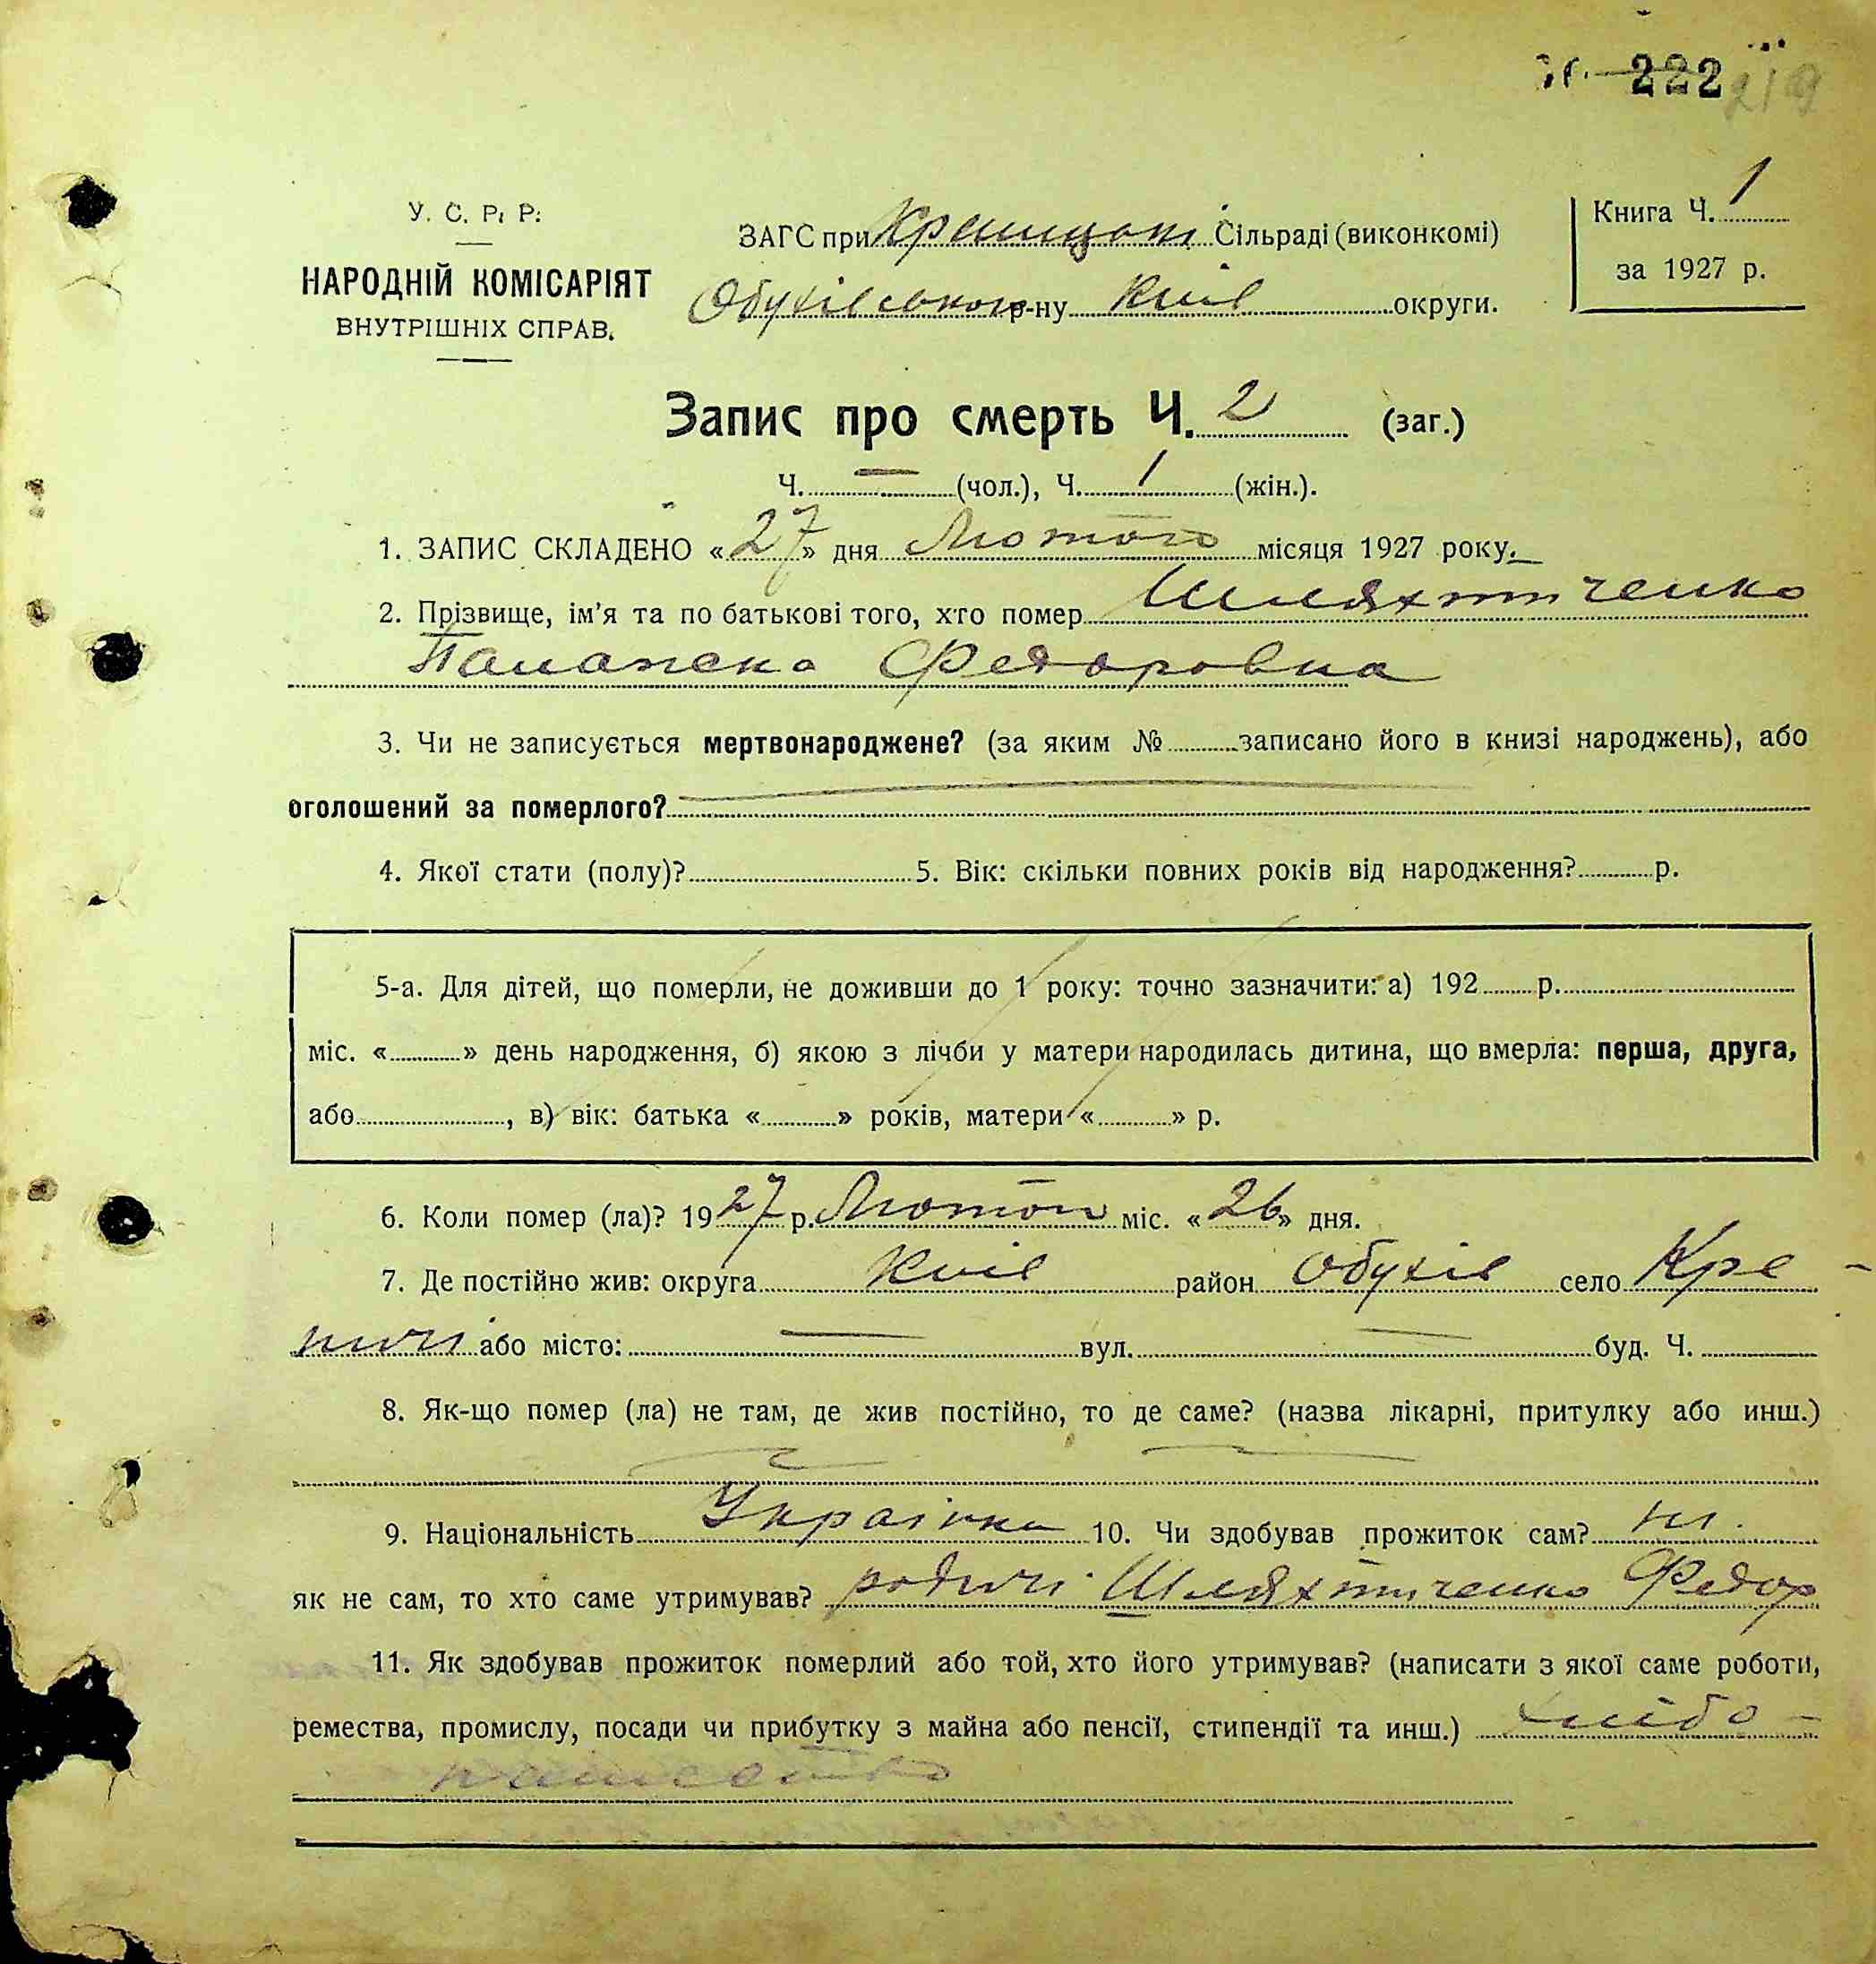 222 219
У. С. Р. Р.
НАРОДНІЙ КОМІСАРІЯТ
ВНУТРІШНІХ СПРАВ.
ЗАГС при Креницькі Сільраді (виконкомі)
Обухівського р-ну Київ округи.
Книга Ч. 1
за 1927 р.
Запис про смерть Ч. 2 (заг.)
Ч. — (чол.), Ч. 1 (жін.).
1. ЗАПИС СКЛАДЕНО «27» дня Лютого місяця 1927 року.
2. Прізвище, ім’я та по батькові того, хто помер Шляхтиченко
Палажка Федоровна
3. Чи не записується мертвонароджене? (за яким № записано його в книзі народжень), або
оголошений за померлого?
4. Якої стати (полу)? 5. Вік: скільки повних років від народження? р.
5-а. Для дітей, що померли, не доживши до 1 року: точно зазначити: а) 192 р.
міс. « » день народження, б) якою з лічби у матери народилась дитина, що вмерла: перша, друга,
або , в) вік: батька « » років, матери « » р.
6. Коли помер (ла)? 1927 р. Лютого міс. «26» дня.
7. Де постійно жив: округа Київ район Обухів село Кре-
ничі або місто: — вул. — буд. Ч.
8. Як-що помер (ла) не там, де жив постійно, то де саме? (назва лікарні, притулку або инш.)
9. Національність Українка 10. Чи здобував прожиток сам? ні.
як не сам, то хто саме утримував? родичі Шляхтиченко Федор
11. Як здобував прожиток померлий або той, хто його утримував? (написати з якої саме роботи,
ремества, промислу, посади чи прибутку з майна або пенсії, стипендії та инш.) хлібо-
пашество